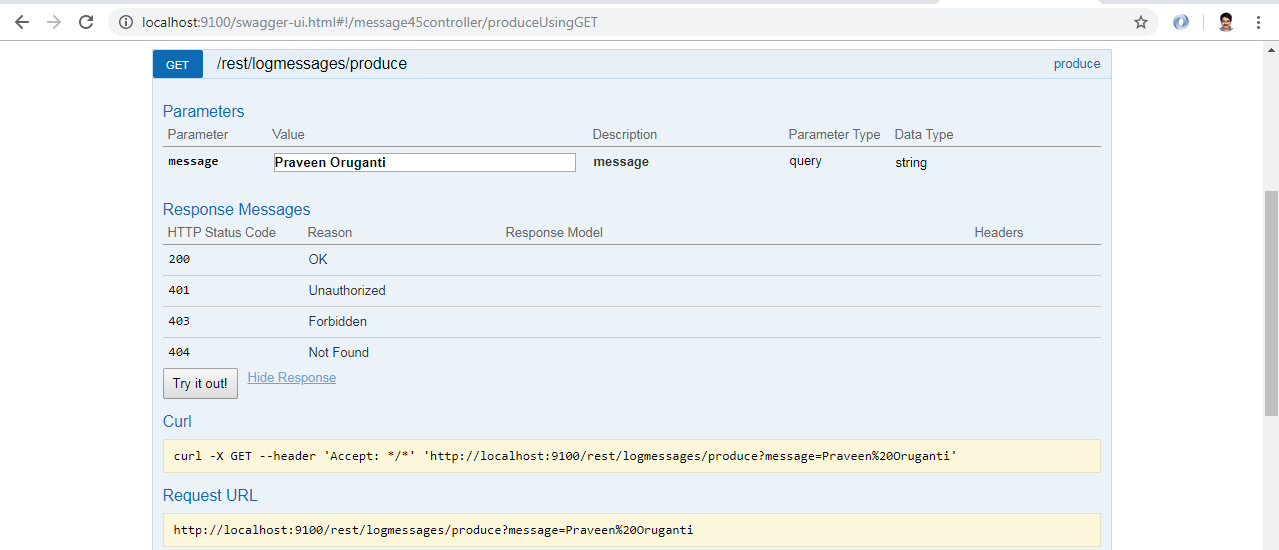 localhost:9100/swagger-ui.html#!/message45controller/produceUsingGET
GET /rest/logmessages/produce produce
Parameters
Parameter Value Description Parameter Type Data Type
message Praveen Oruganti message query string
Response Messages
HTTP Status Code Reason Response Model Headers
200 OK
401 Unauthorized
403 Forbidden
404 Not Found
Try it out! Hide Response
Curl
curl -X GET --header 'Accept: */*' 'http://localhost:9100/rest/logmessages/produce?message=Praveen%20Oruganti'
Request URL
http://localhost:9100/rest/logmessages/produce?message=Praveen%20Oruganti